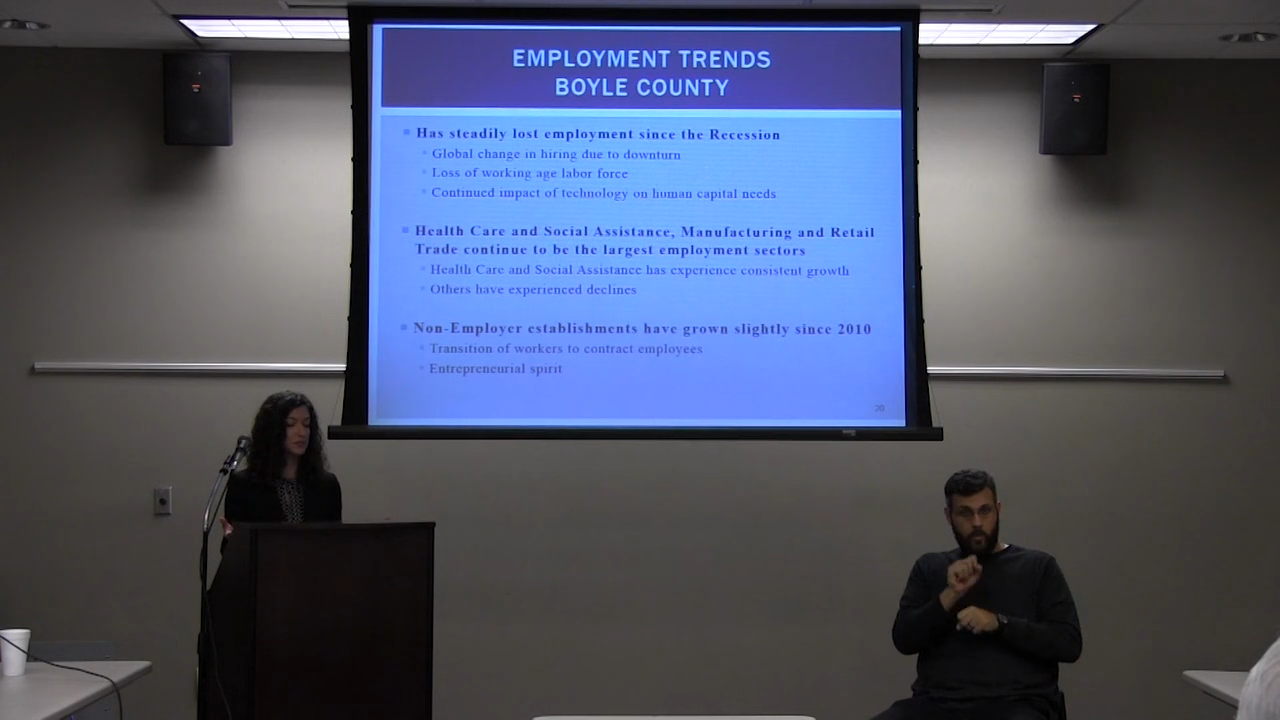 EMPLOYMENT TRENDS
BOYLE COUNTY
Has steadily lost employment since the Recession
Global change in hiring due to downturn
Loss of working age labor force
Continued impact of technology on human capital needs
Health Care and Social Assistance, Manufacturing and Retail
Trade continue to be the largest employment sectors
Health Care and Social Assistance has experience consistent growth
Others have experienced declines
Non-Employer establishments have grown slightly since 2010
Transition of workers to contract employees
Entrepreneurial spirit